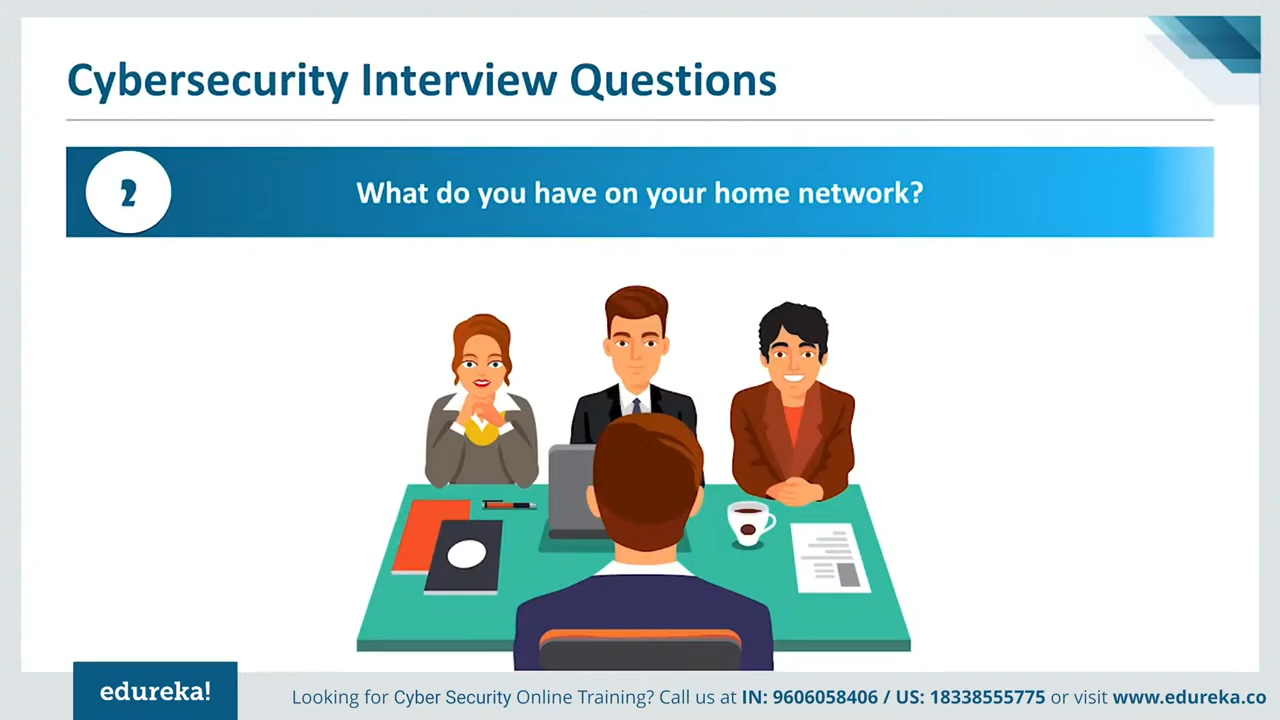 Cybersecurity Interview Questions
2
What do you have on your home network?
edureka!
Looking for Cyber Security Online Training? Call us at IN: 9606058406 / US: 18338555775 or visit www.edureka.co